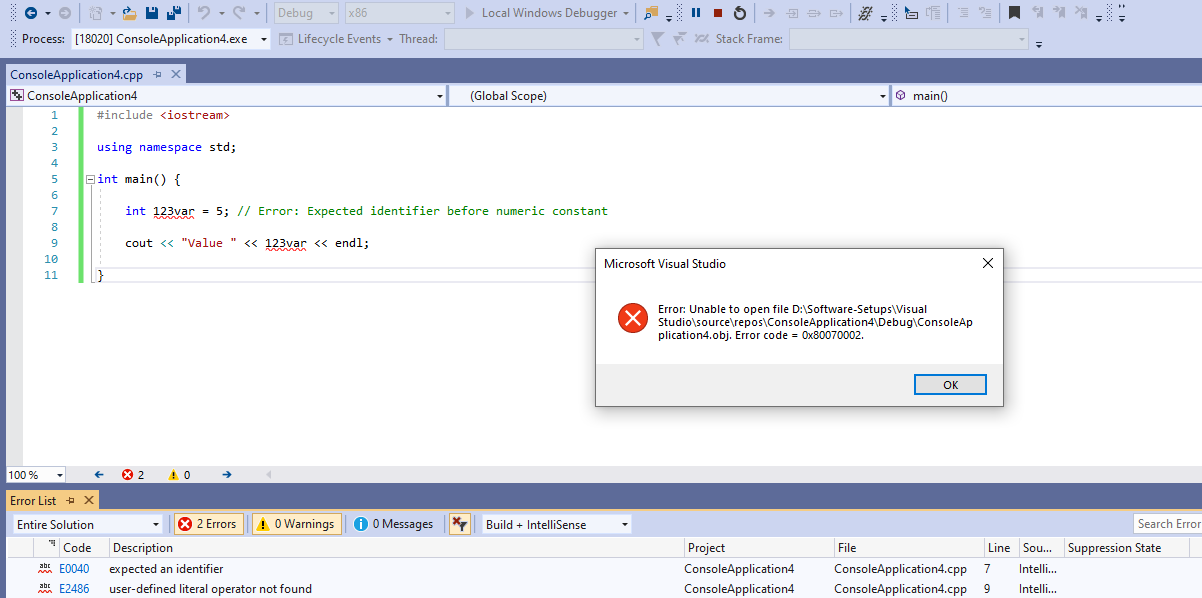 Debug x86 Local Windows Debugger
Process: [18020] ConsoleApplication4.exe Lifecycle Events Thread: Stack Frame:
ConsoleApplication4.cpp
ConsoleApplication4 (Global Scope) main()
1 #include <iostream>
2
3 using namespace std;
4
5 int main() {
6
7 int 123var = 5; // Error: Expected identifier before numeric constant
8
9 cout << "Value " << 123var << endl;
10
11 }
Microsoft Visual Studio
Error: Unable to open file D:\Software-Setups\Visual
Studio\source\repos\ConsoleApplication4\Debug\ConsoleAp
plication4.obj. Error code = 0x80070002.
OK
100 % 2 0
Error List
Entire Solution 2 Errors 0 Warnings 0 Messages Build + IntelliSense Search Error
Code Description Project File Line Sou... Suppression State
abc E0040 expected an identifier ConsoleApplication4 ConsoleApplication4.cpp 7 Intelli...
abc E2486 user-defined literal operator not found ConsoleApplication4 ConsoleApplication4.cpp 9 Intelli...